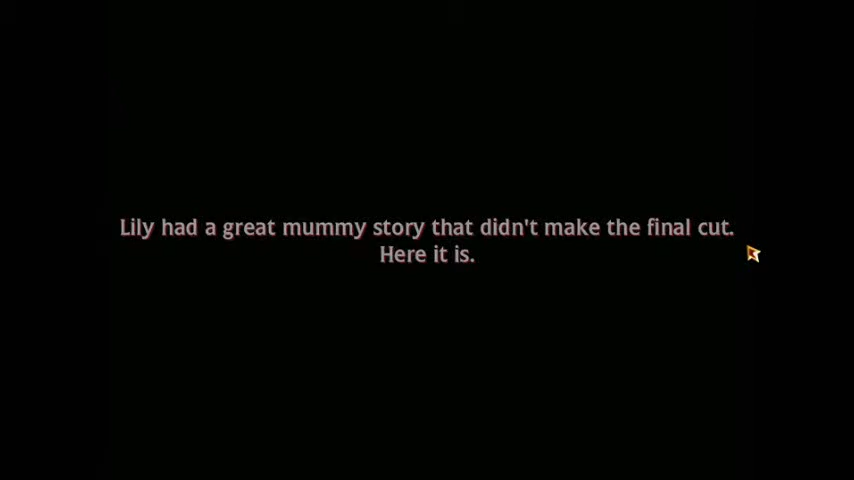 Lily had a great mummy story that didn't make the final cut.
Here it is.